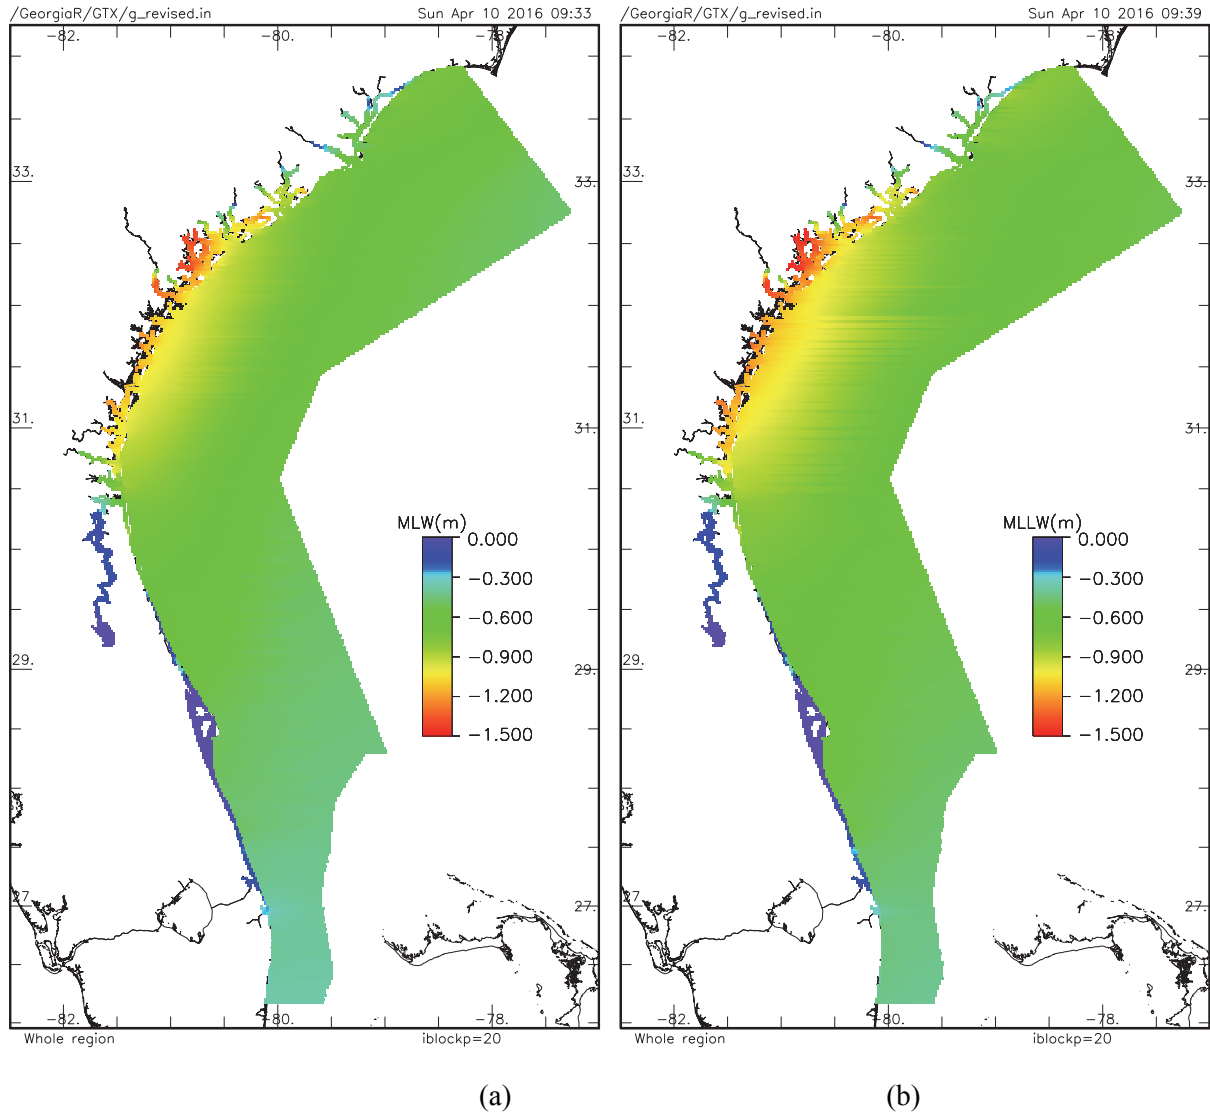 /GeorgiaR/GTX/g_revised.in Sun Apr 10 2016 09:33
-82. -80. -78.
33. 33.
31. 31.
MLW(m)
0.000
-0.300
-0.600
-0.900
-1.200
-1.500
29. 29.
27. 27.
-82. -80. -78.
Whole region iblockp=20
(a)
/GeorgiaR/GTX/g_revised.in Sun Apr 10 2016 09:39
-82. -80. -78.
33. 33.
31. 31.
MLLW(m)
0.000
-0.300
-0.600
-0.900
-1.200
-1.500
29. 29.
27. 27.
-82. -80. -78.
Whole region iblockp=20
(b)